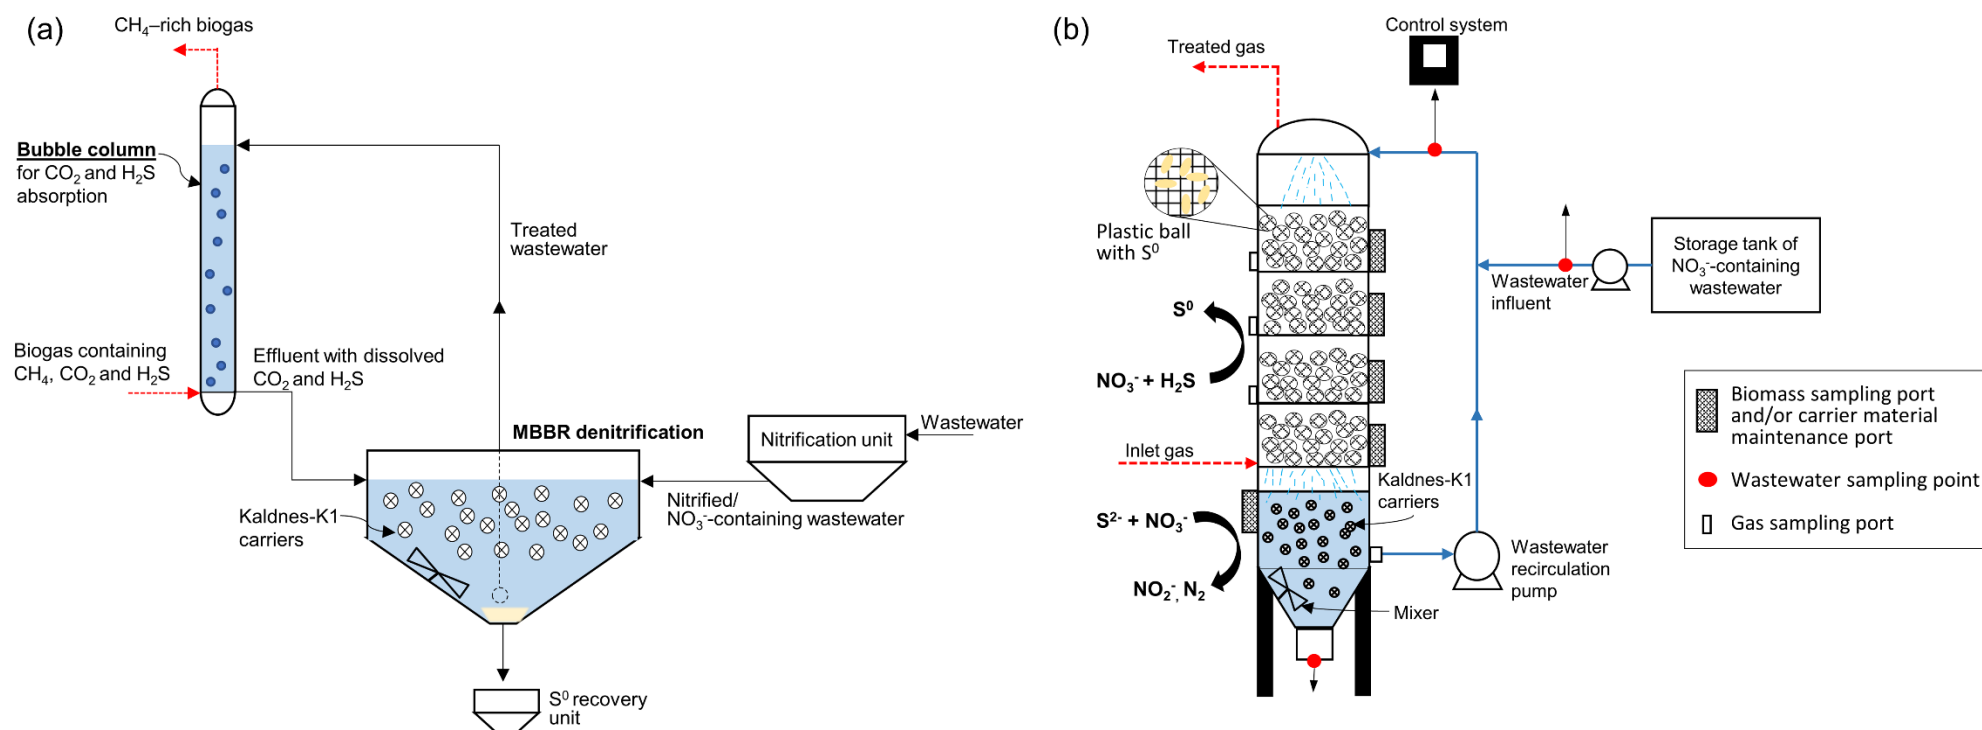 (a)
CH₄–rich biogas
Bubble column
for CO₂ and H₂S
absorption
Treated
wastewater
Biogas containing
CH₄, CO₂ and H₂S
Effluent with dissolved
CO₂ and H₂S
MBBR denitrification
Nitrification unit
Wastewater
Kaldnes-K1
carriers
Nitrified/
NO₃⁻-containing wastewater
S⁰ recovery
unit
(b)
Control system
Treated gas
Plastic ball
with S⁰
Storage tank of
NO₃⁻-containing
wastewater
Wastewater
influent
S⁰
NO₃⁻ + H₂S
Inlet gas
Kaldnes-K1
carriers
S²⁻ + NO₃⁻
NO₂⁻, N₂
Mixer
Wastewater
recirculation
pump
Biomass sampling port
and/or carrier material
maintenance port
Wastewater sampling point
Gas sampling port